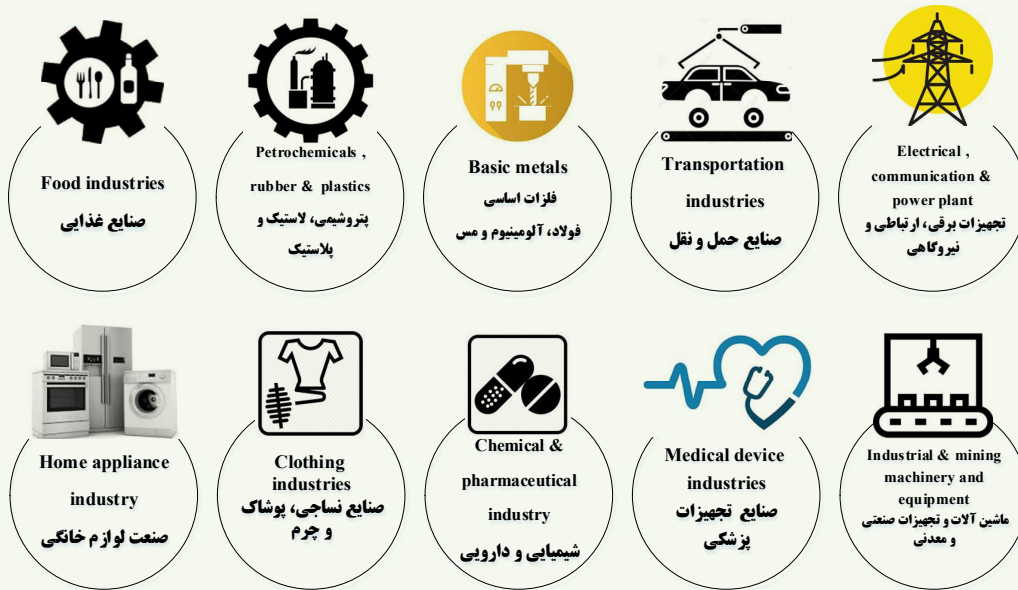 Food industries
صنایع غذایی
Petrochemicals ,
rubber & plastics
پتروشیمی، لاستیک و
پلاستیک
Basic metals
فلزات اساسی
فولاد، آلومینیوم و مس
Transportation
industries
صنایع حمل و نقل
Electrical ,
communication &
power plant
تجهیزات برقی، ارتباطی و
نیروگاهی
Home appliance
industry
صنعت لوازم خانگی
Clothing
industries
صنایع نساجی، پوشاک
و چرم
Chemical &
pharmaceutical
industry
شیمیایی و دارویی
Medical device
industries
صنایع تجهیزات
پزشکی
Industrial & mining
machinery and
equipment
ماشین آلات و تجهیزات صنعتی
و معدنی